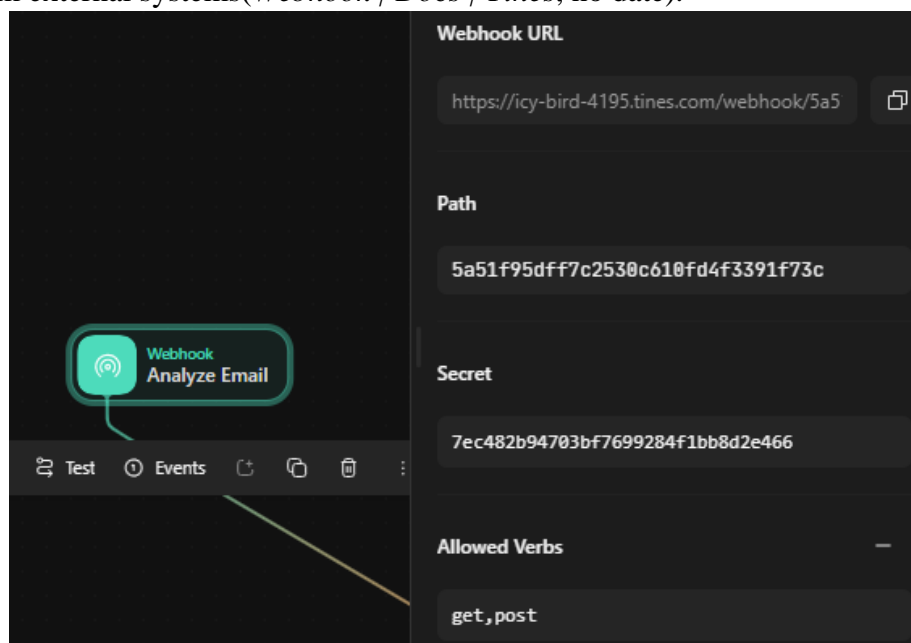 external systems(Webhook | Docs | Tines, no date).
Webhook URL
https://icy-bird-4195.tines.com/webhook/5a5
Path
5a51f95dff7c2530c610fd4f3391f73c
Webhook
Analyze Email
Secret
7ec482b94703bf7699284f1bb8d2e466
Test
Events
Allowed Verbs
get,post